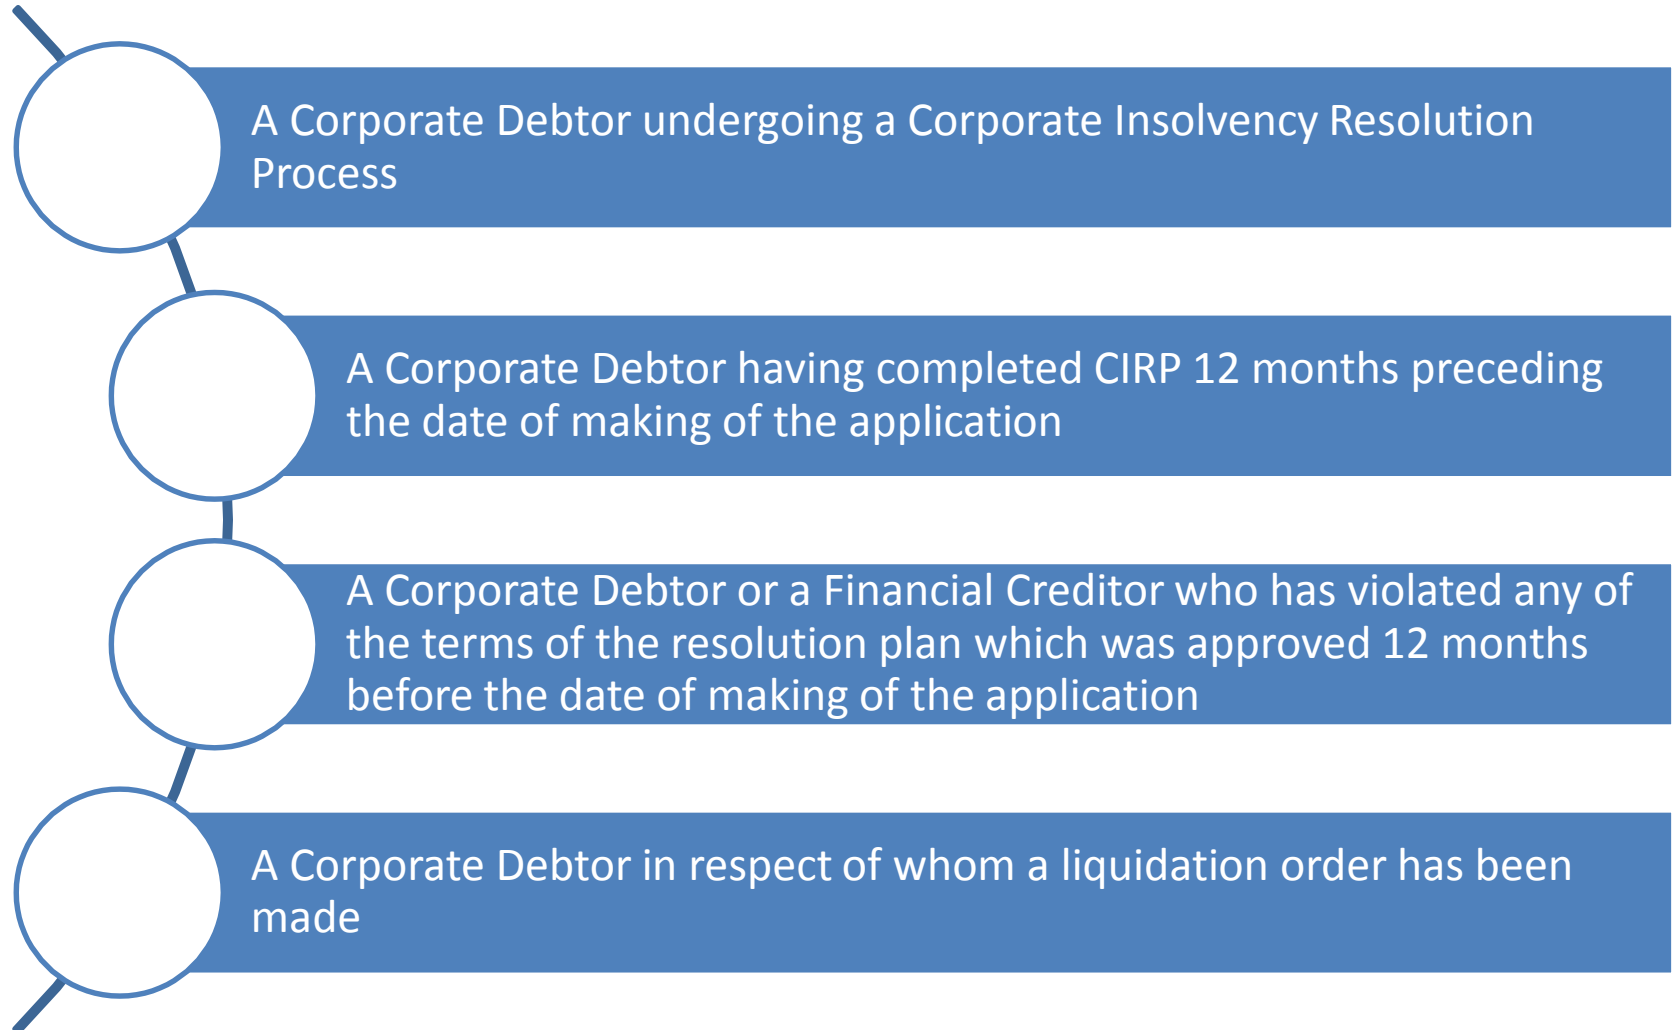 A Corporate Debtor undergoing a Corporate Insolvency Resolution
Process
A Corporate Debtor having completed CIRP 12 months preceding
the date of making of the application
A Corporate Debtor or a Financial Creditor who has violated any of
the terms of the resolution plan which was approved 12 months
before the date of making of the application
A Corporate Debtor in respect of whom a liquidation order has been
made